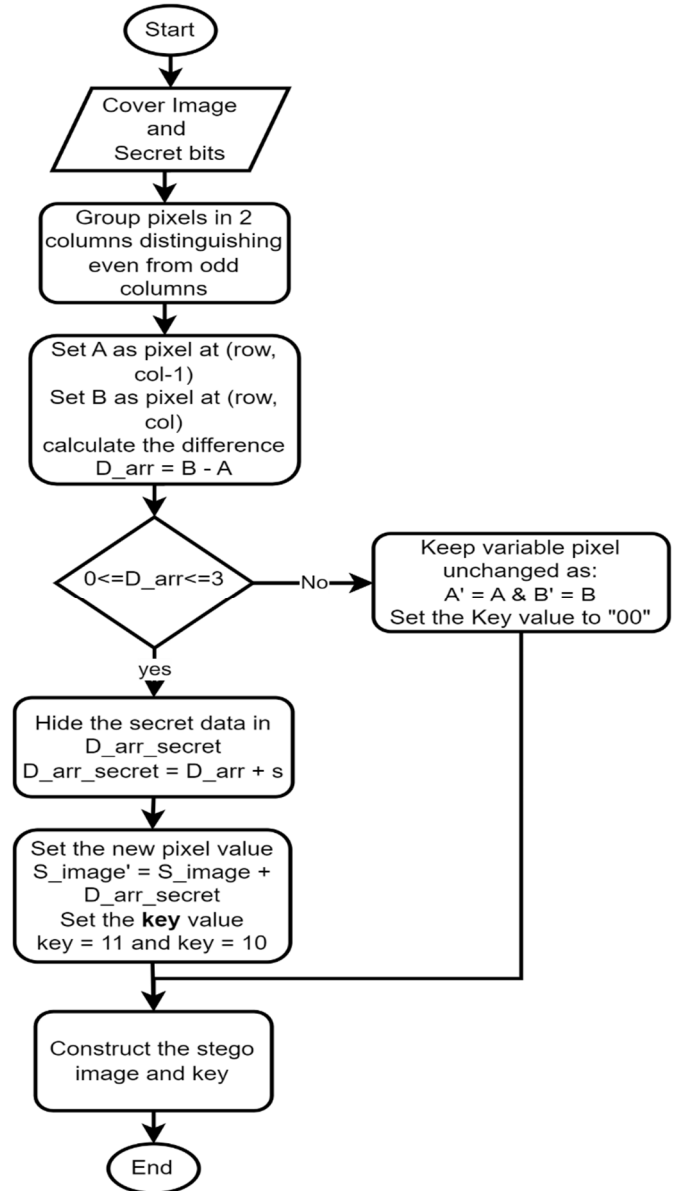 Start
Cover Image
and
Secret bits
Group pixels in 2
columns distinguishing
even from odd
columns
Set A as pixel at (row,
col-1)
Set B as pixel at (row,
col)
calculate the difference
D_arr = B - A
0<=D_arr<=3
No
Keep variable pixel
unchanged as:
A' = A & B' = B
Set the Key value to "00"
yes
Hide the secret data in
D_arr_secret
D_arr_secret = D_arr + s
Set the new pixel value
S_image' = S_image +
D_arr_secret
Set the key value
key = 11 and key = 10
Construct the stego
image and key
End